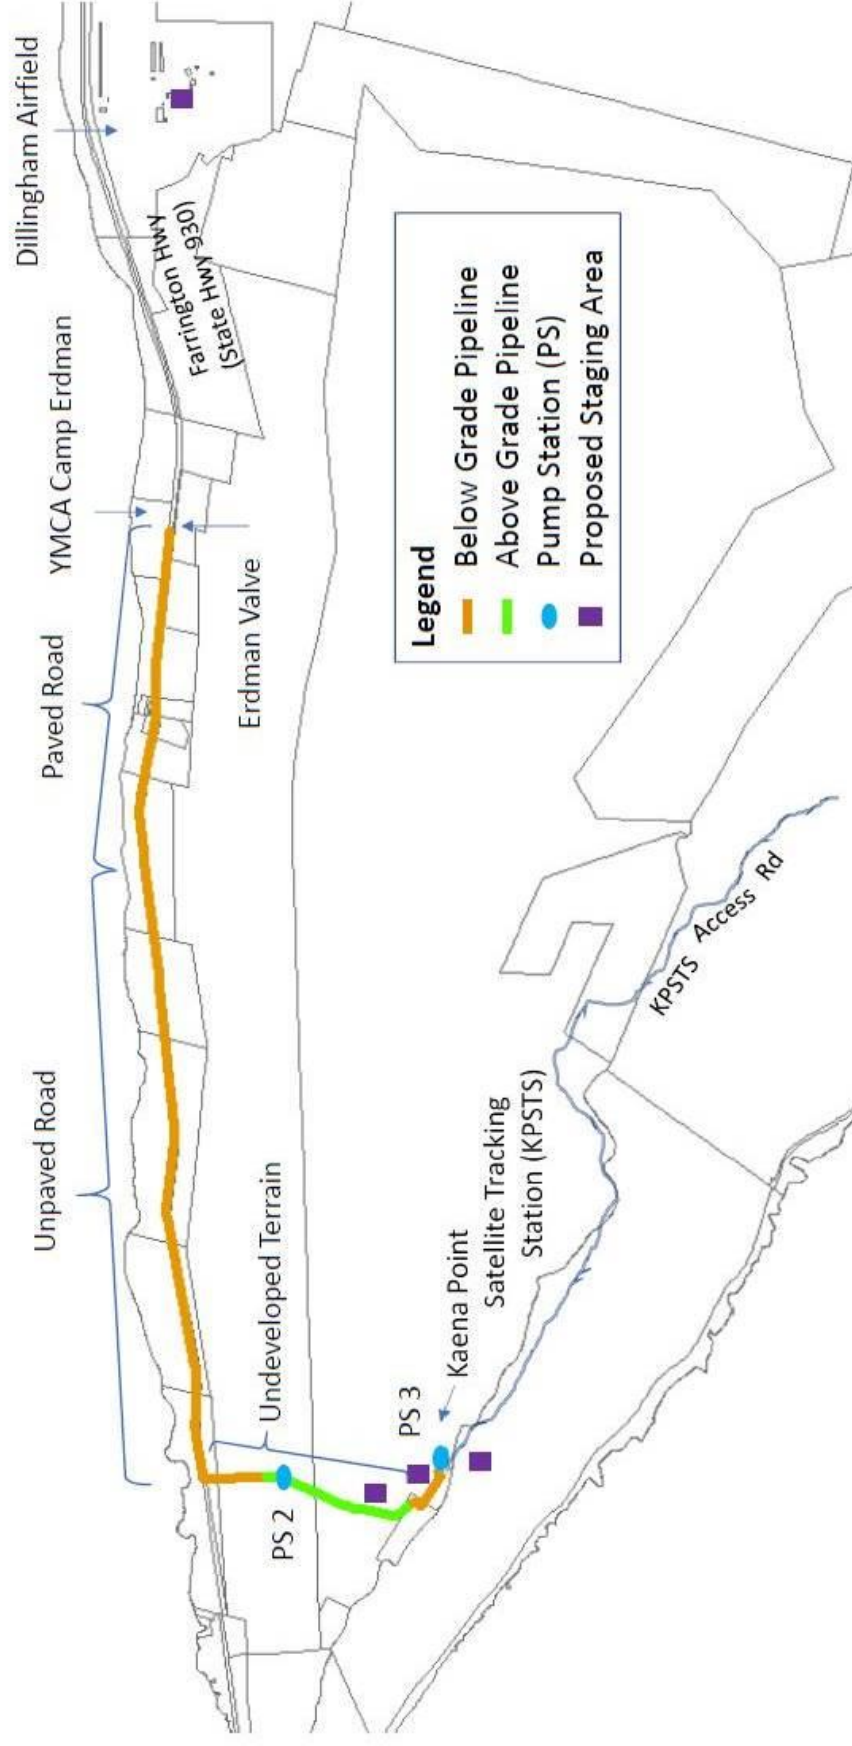 Unpaved Road
Paved Road
YMCA Camp Erdman
Dillingham Airfield
Farrington Hwy
(State Hwy 930)
Erdman Valve
Undeveloped Terrain
PS 2
PS 3
Kaena Point
Satellite Tracking
Station (KPSTS)
KPSTS Access Rd
Legend
Below Grade Pipeline
Above Grade Pipeline
Pump Station (PS)
Proposed Staging Area